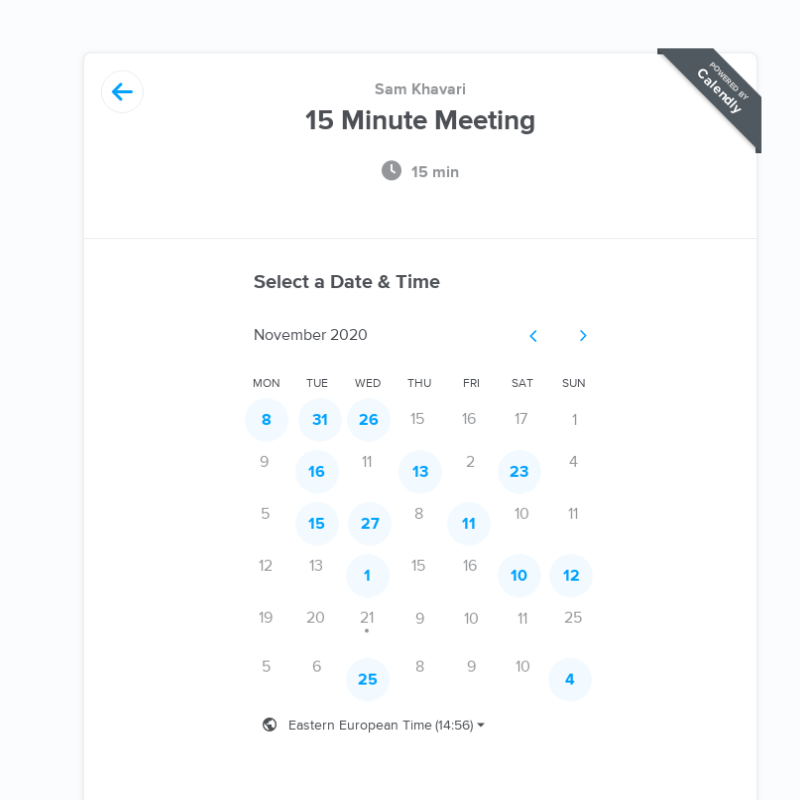 POWERED BY
Calendly
Sam Khavari
15 Minute Meeting
15 min
Select a Date & Time
November 2020
MON TUE WED THU FRI SAT SUN
8 31 26 15 16 17 1
9 16 11 13 2 23 4
5 15 27 8 11 10 11
12 13 1 15 16 10 12
19 20 21 9 10 11 25
5 6 25 8 9 10 4
Eastern European Time (14:56)